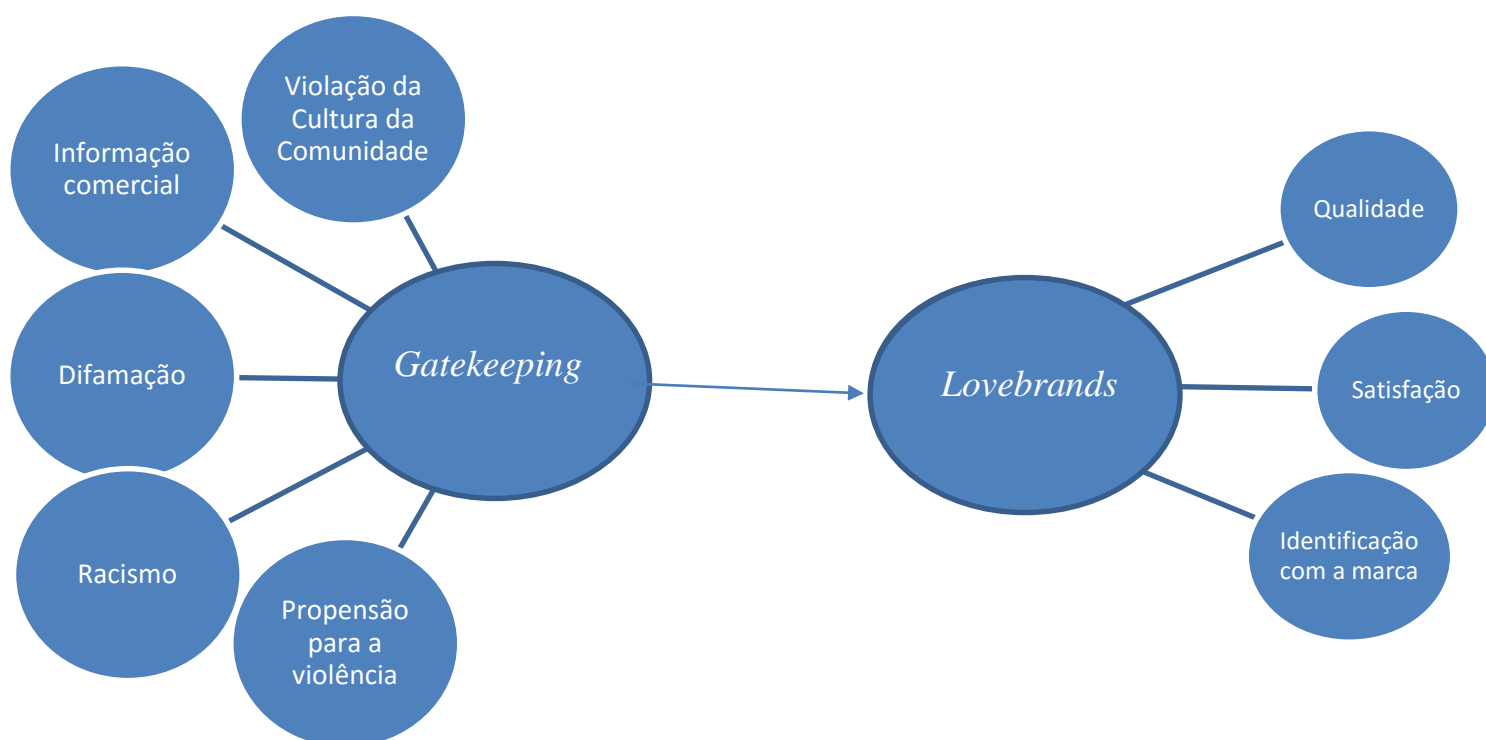 Violação da
Cultura da
Comunidade
Informação
comercial
Difamação
Racismo
Propensão
para a
violência
Gatekeeping
Lovebrands
Qualidade
Satisfação
Identificação
com a marca